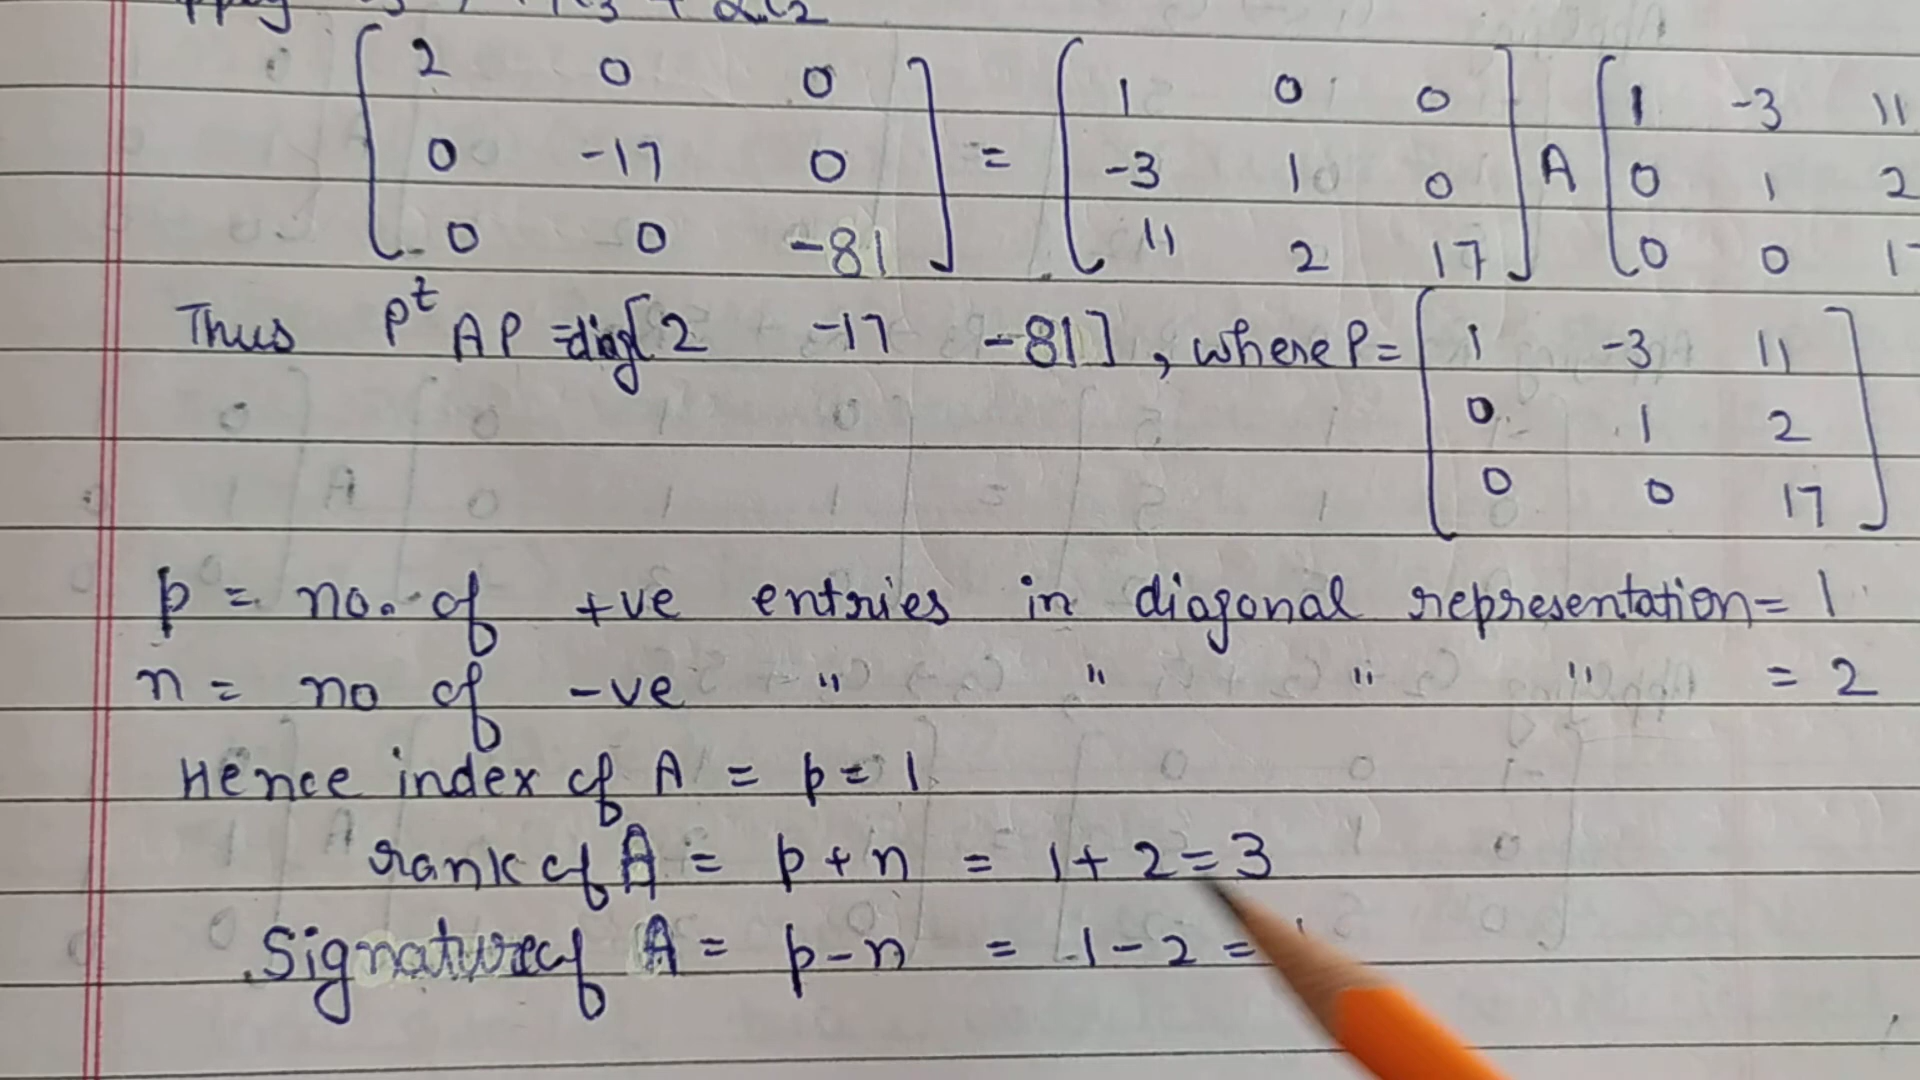 [ 2 0 0 ] = [ 1 0 0 ] A [ 1 -3 11
0 -17 0 -3 1 0 0 1 2
0 0 -81 11 2 17 0 0
Thus P^t AP = diag[2 -17 -81], where P = [ 1 -3 11 ]
0 1 2
0 0 17
p = no. of +ve entries in diagonal representation = 1
n = no of -ve " " " " = 2
Hence index of A = p = 1
rank of A = p + n = 1 + 2 = 3
Signature of A = p - n = 1 - 2 =